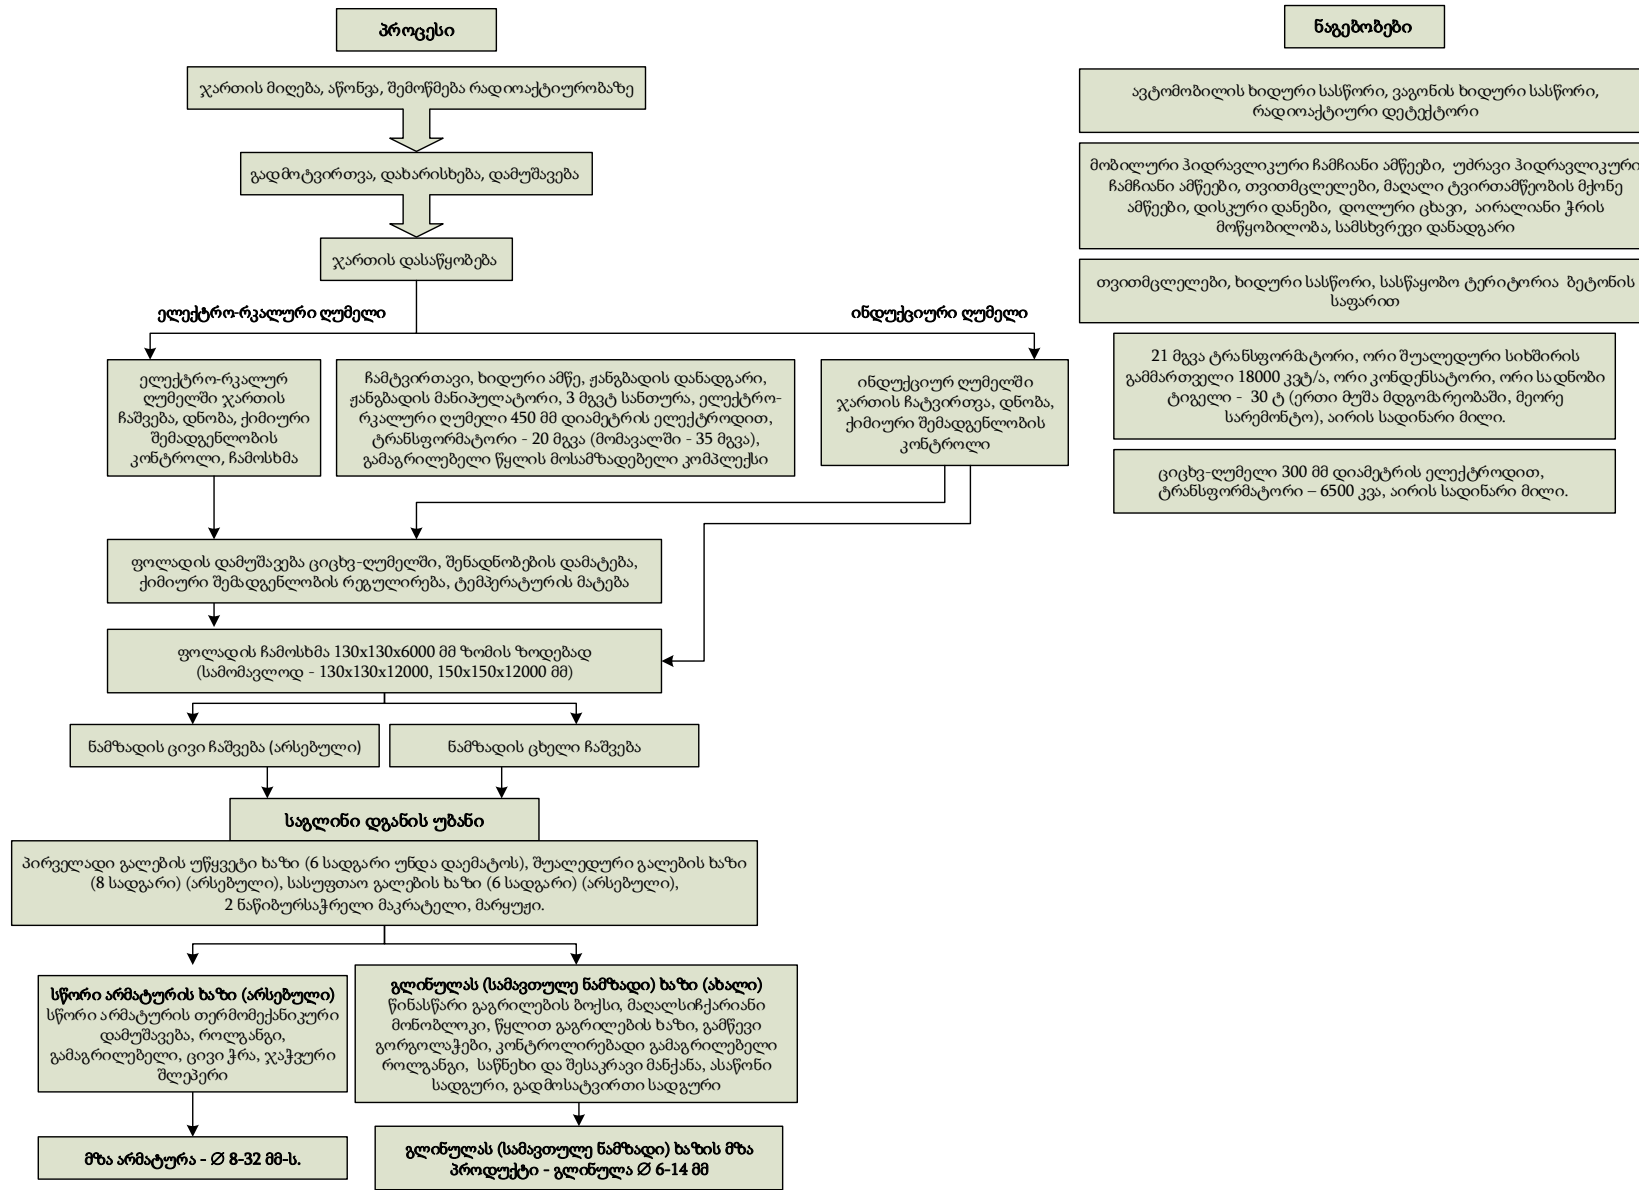 პროცესი
ჯართის მიღება, აწონვა, შემოწმება რადიოაქტიურობაზე
გადმოტვირთვა, დახარისხება, დამუშავება
ჯართის დასაწყობება
ელექტრო-რკალური ღუმელი
ინდუქციური ღუმელი
ელექტრო-რკალურ
ღუმელში ჯართის
ჩაშვება, დნობა, ქიმიური
შემადგენლობის
კონტროლი, ჩამოსხმა
ჩამტვირთავი, ხიდური ამწე, ჟანგბადის დანადგარი,
ჟანგბადის მანიპულატორი, 3 მგვტ სანთურა, ელექტრო-
რკალური ღუმელი 450 მმ დიამეტრის ელექტროდით,
ტრანსფორმატორი - 20 მგვა (მომავალში - 35 მგვა),
გამაგრილებელი წყლის მოსამზადებელი კომპლექსი
ინდუქციურ ღუმელში
ჯართის ჩატვირთვა, დნობა,
ქიმიური შემადგენლობის
კონტროლი
ფოლადის დამუშავება ციცხვ-ღუმელში, შენადნობების დამატება,
ქიმიური შემადგენლობის რეგულირება, ტემპერატურის მატება
ფოლადის ჩამოსხმა 130x130x6000 მმ ზომის ზოდებად
(სამომავლოდ - 130x130x12000, 150x150x12000 მმ)
ნამზადის ცივი ჩაშვება (არსებული)
ნამზადის ცხელი ჩაშვება
საგლინი დგანის უბანი
პირველადი გალების უწყვეტი ხაზი (6 სადგარი უნდა დაემატოს), შუალედური გალების ხაზი
(8 სადგარი) (არსებული), სასუფთაო გალების ხაზი (6 სადგარი) (არსებული),
2 ნაწიბურსაჭრელი მაკრატელი, მარყუჟი.
სწორი არმატურის ხაზი (არსებული)
სწორი არმატურის თერმომექანიკური
დამუშავება, როლგანგი,
გამაგრილებელი, ცივი ჭრა, ჯაჭვური
შლეპერი
გლინულას (სამავთულე ნამზადი) ხაზი (ახალი)
წინასწარი გაგრილების ბოქსი, მაღალსიჩქარიანი
მონობლოკი, წყლით გაგრილების ხაზი, გამწევი
გორგოლაჭები, კონტროლირებადი გამაგრილებელი
როლგანგი, საწნეხი და შესაკრავი მანქანა, ასაწონი
სადგური, გადმოსატვირთი სადგური
მზა არმატურა - Ø 8-32 მმ-ს.
გლინულას (სამავთულე ნამზადი) ხაზის მზა
პროდუქტი - გლინულა Ø 6-14 მმ
ნაგებობები
ავტომობილის ხიდური სასწორი, ვაგონის ხიდური სასწორი,
რადიოაქტიური დეტექტორი
მობილური ჰიდრავლიკური ჩამჩიანი ამწეები, უძრავი ჰიდრავლიკური
ჩამჩიანი ამწეები, თვითმცლელები, მაღალი ტვირთამწეობის მქონე
ამწეები, დისკური დანები, დოლური ცხავი, აირალიანი ჭრის
მოწყობილობა, სამსხვრევი დანადგარი
თვითმცლელები, ხიდური სასწორი, სასწაყობო ტერიტორია ბეტონის
საფარით
21 მგვა ტრანსფორმატორი, ორი შუალედური სიხშირის
გამმართველი 18000 კვტ/ა, ორი კონდენსატორი, ორი სადნობი
ტიგელი - 30 ტ (ერთი მუშა მდგომარეობაში, მეორე
სარემონტო), აირის სადინარი მილი.
ციცხვ-ღუმელი 300 მმ დიამეტრის ელექტროდით,
ტრანსფორმატორი – 6500 კვა, აირის სადინარი მილი.